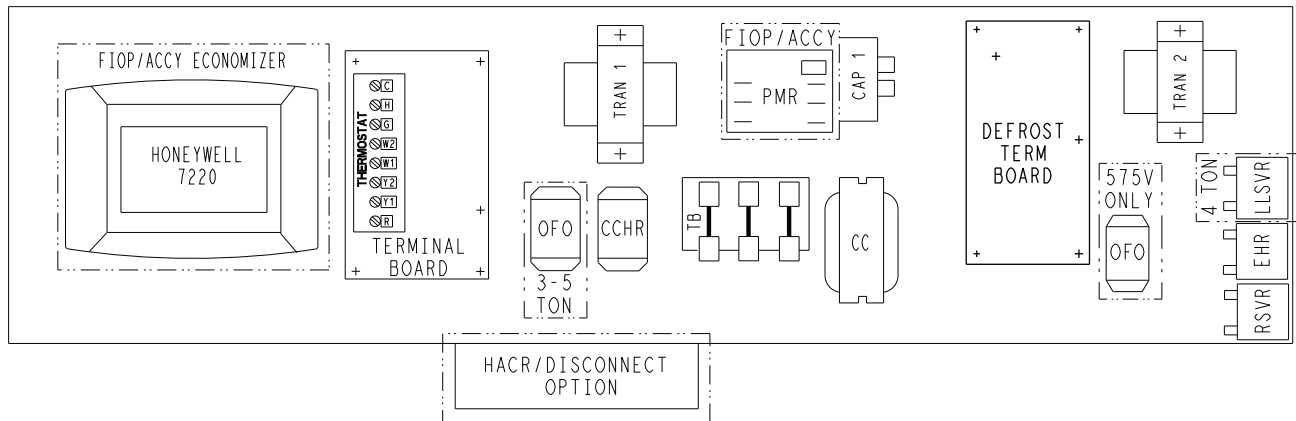 FIOP/ACCY ECONOMIZER
HONEYWELL
7220
THERMOSTAT
C
H
G
W2
W1
Y2
Y1
R
TERMINAL
BOARD
TRAN 1
OFO
3-5
TON
CCHR
FIOP/ACCY
PMR
CAP 1
TB
CC
DEFROST
TERM
BOARD
TRAN 2
575V
ONLY
OFO
4 TON
LLSVR
EHR
RSVR
HACR/DISCONNECT
OPTION